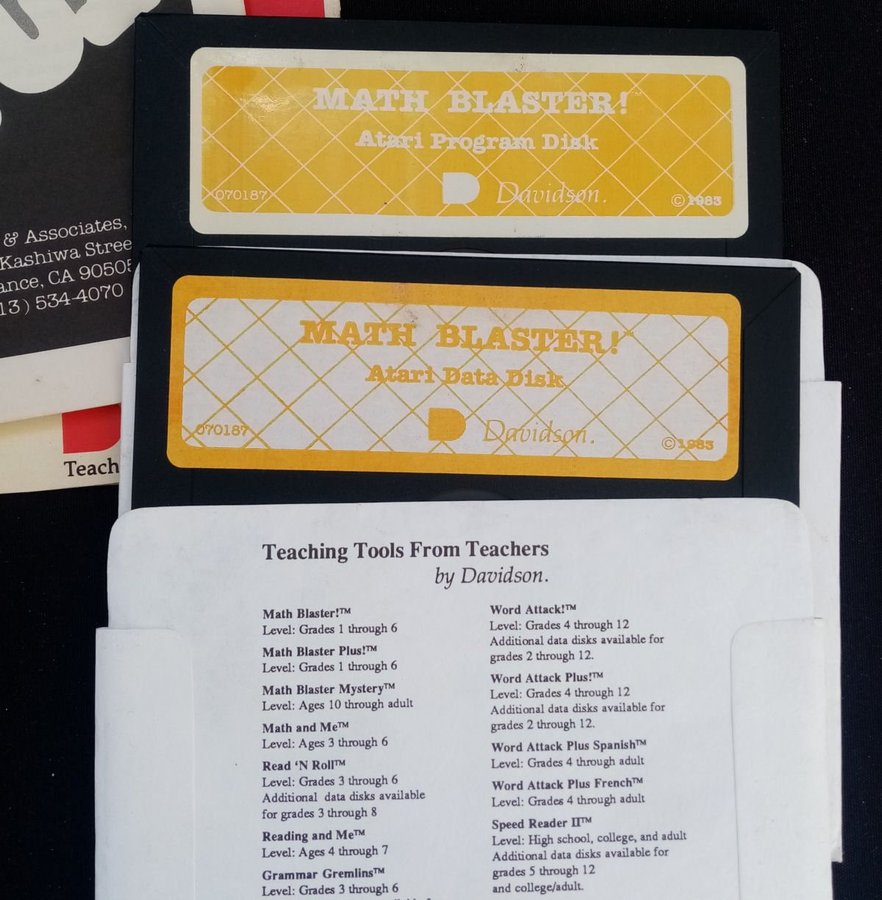 & Associates,
Kashiwa Stree
ance, CA 90505
13) 534-4070
Teach
MATH BLASTER!
Atari Program Disk
070187
Davidson.
© 1983
MATH BLASTER!™
Atari Data Disk
070187
Davidson.
© 1983
Teaching Tools From Teachers
by Davidson.
Math Blaster!™
Level: Grades 1 through 6
Math Blaster Plus!™
Level: Grades 1 through 6
Math Blaster Mystery™
Level: Ages 10 through adult
Math and Me™
Level: Ages 3 through 6
Read ‘N Roll™
Level: Grades 3 through 6
Additional data disks available
for grades 3 through 8
Reading and Me™
Level: Ages 4 through 7
Grammar Gremlins™
Level: Grades 3 through 6
Word Attack!™
Level: Grades 4 through 12
Additional data disks available for
grades 2 through 12.
Word Attack Plus!™
Level: Grades 4 through 12
Additional data disks available for
grades 2 through 12.
Word Attack Plus Spanish™
Level: Grades 4 through adult
Word Attack Plus French™
Level: Grades 4 through adult
Speed Reader II™
Level: High school, college, and adult
Additional data disks available for
grades 5 through 12
and college/adult.